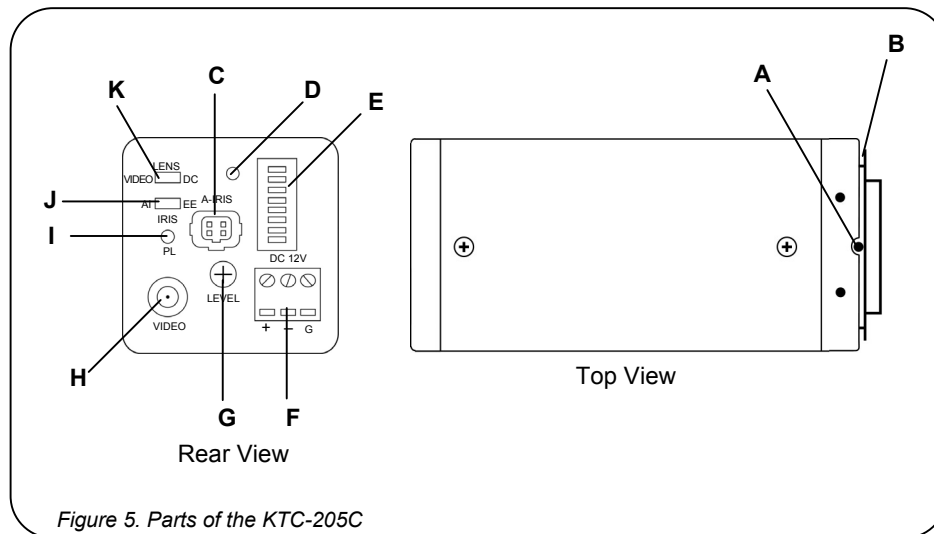 B
A
C
D
K
E
LENS
VIDEO DC
J
AI EE
A-IRIS
IRIS
I
PL
DC 12V
LEVEL
VIDEO
+ – G
H
G
F
Top View
Rear View
Figure 5. Parts of the KTC-205C